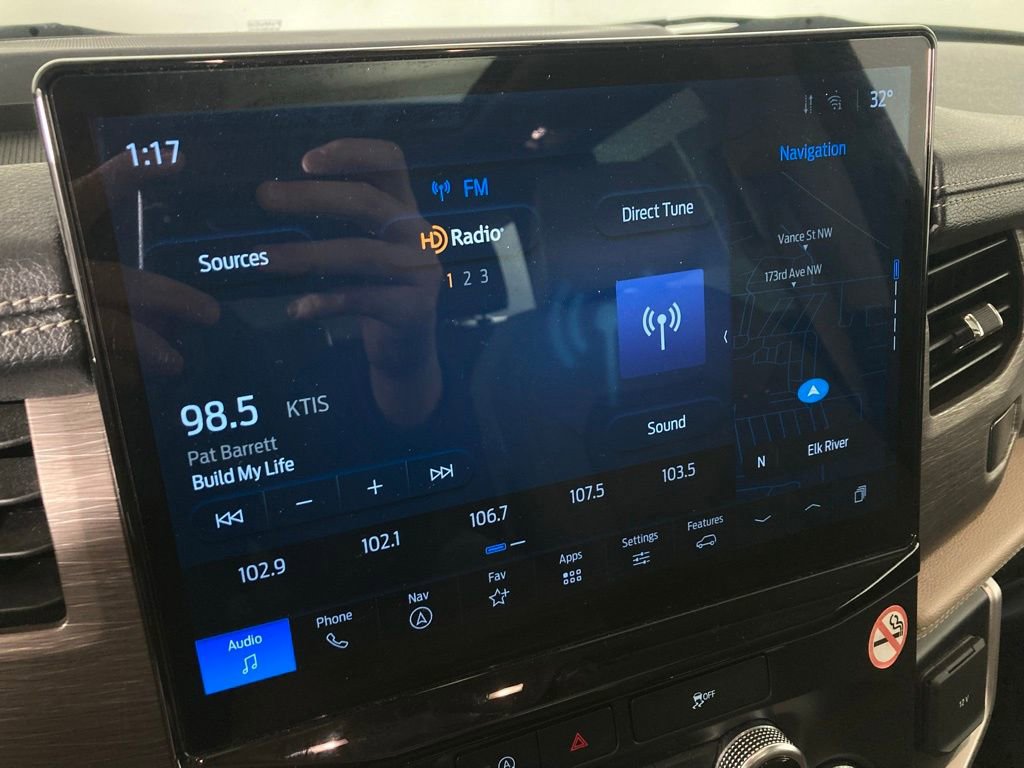 1:17
32°
FM
Navigation
Direct Tune
HD Radio
Sources
1 2 3
Vance St NW
173rd Ave NW
98.5 KTIS
Pat Barrett
Build My Life
Sound
Elk River
N
102.9
102.1
106.7
107.5
103.5
Audio
Phone
Nav
Fav
Apps
Settings
Features
OFF
A
12V